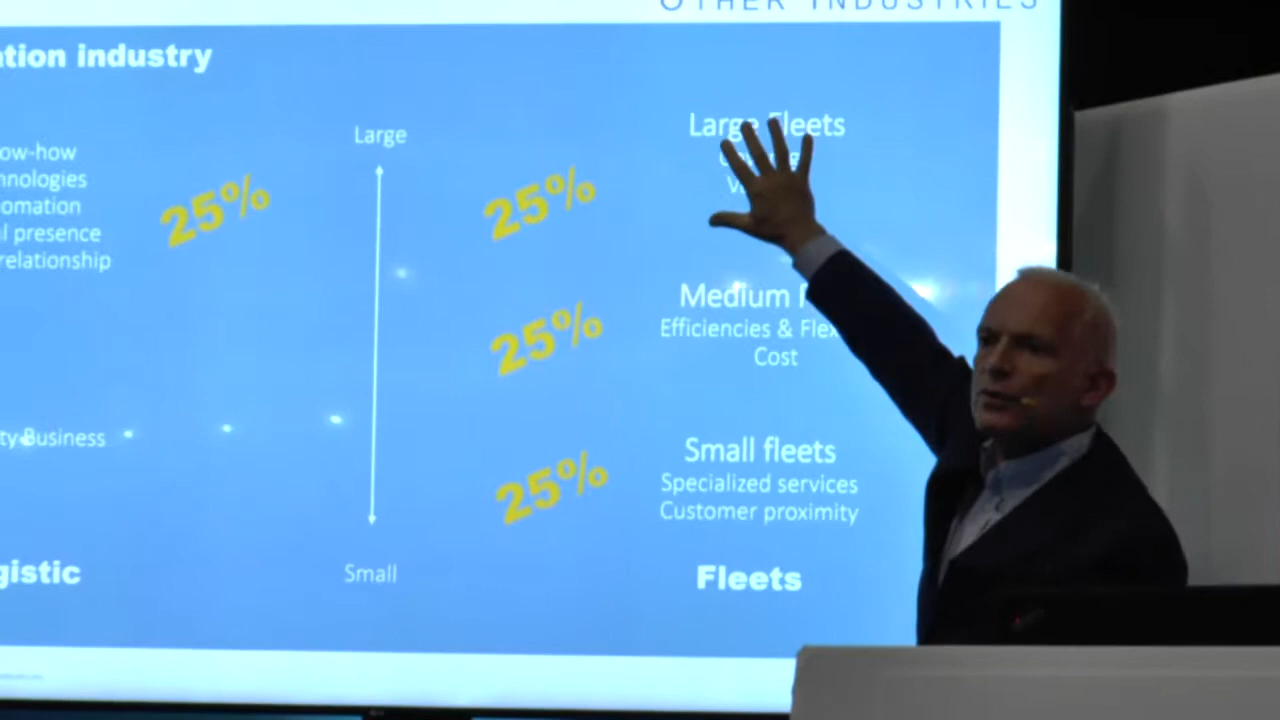 OTHER INDUSTRIES
ation industry
Large
ow-how
hnologies
omation
l presence
relationship
25%
25%
Large Fleets
25%
Medium F
Efficiencies & Flex
Cost
ty Business
25%
Small fleets
Specialized services
Customer proximity
gistic
Small
Fleets